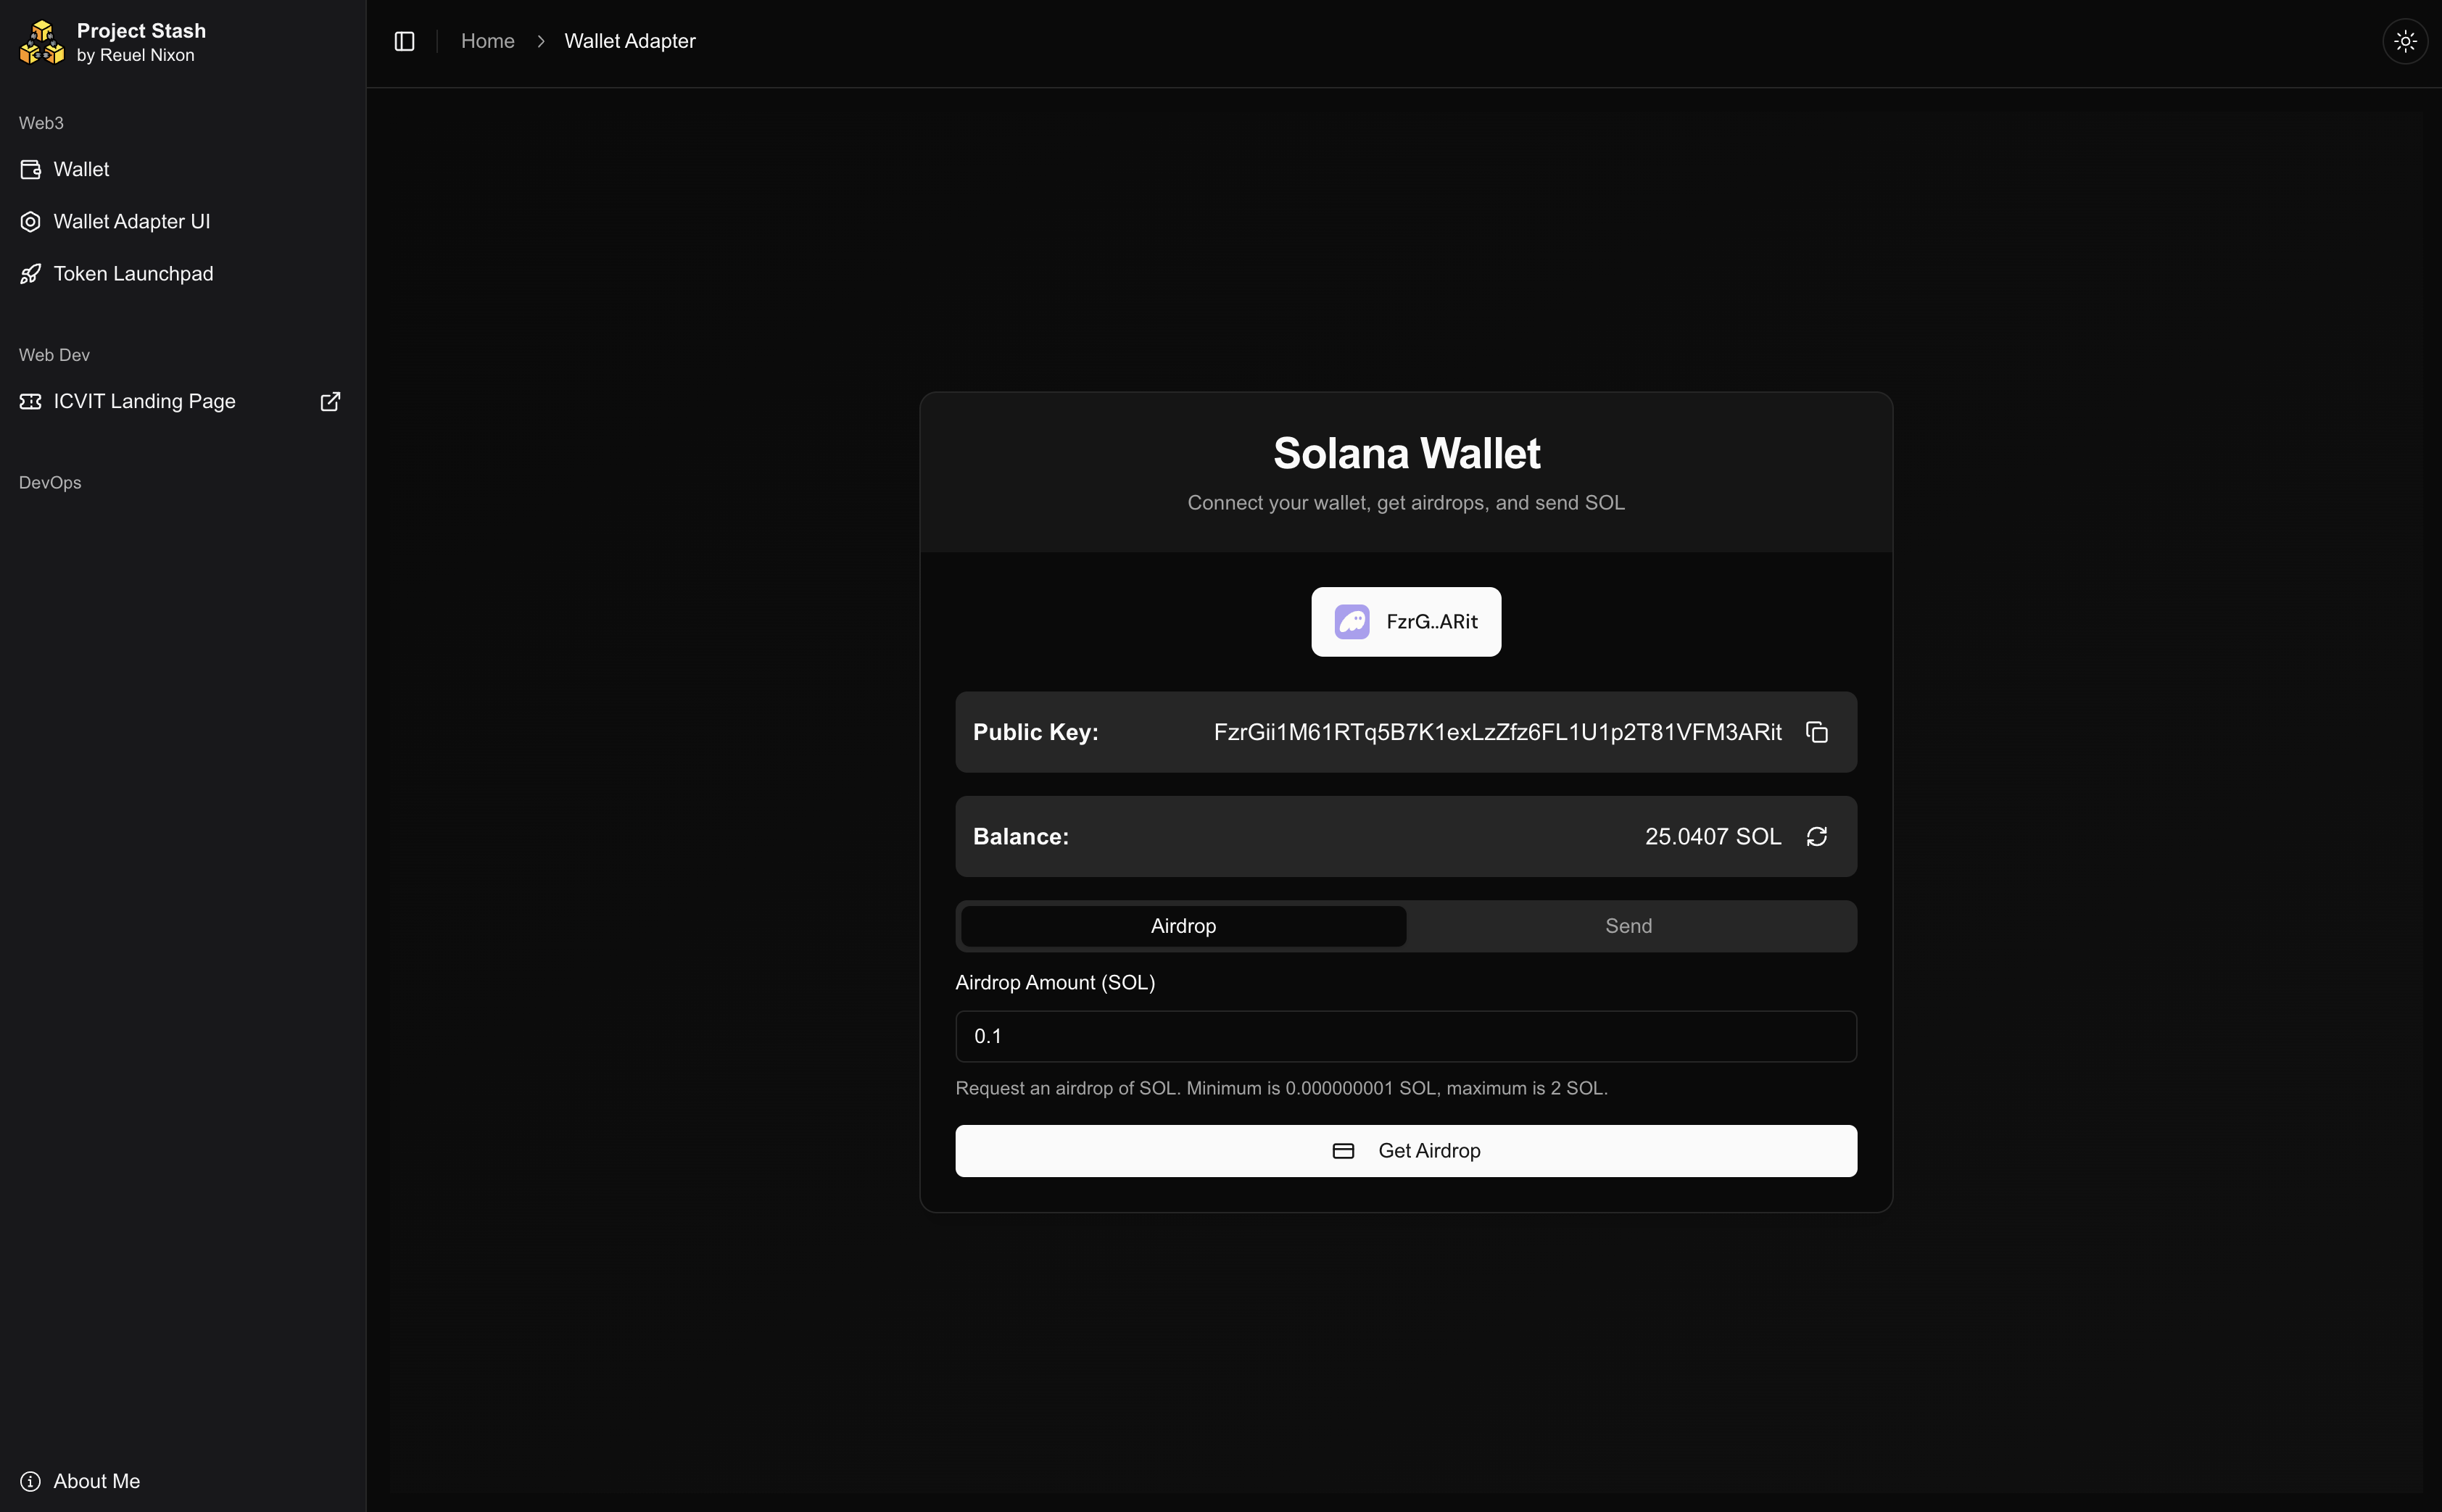 Project Stash
by Reuel Nixon
Web3
Wallet
Wallet Adapter UI
Token Launchpad
Web Dev
ICVIT Landing Page
DevOps
About Me
Home > Wallet Adapter
Solana Wallet
Connect your wallet, get airdrops, and send SOL
FzrG..ARit
Public Key: FzrGii1M61RTq5B7K1exLzZfz6FL1U1p2T81VFM3ARit
Balance: 25.0407 SOL
Airdrop Send
Airdrop Amount (SOL)
0.1
Request an airdrop of SOL. Minimum is 0.000000001 SOL, maximum is 2 SOL.
Get Airdrop